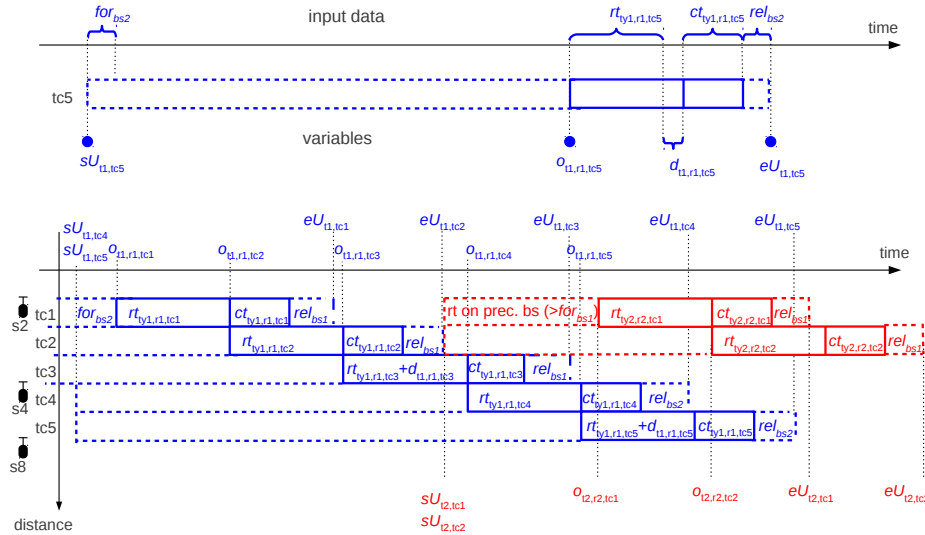 for_bs2 input data rt_ty1,r1,tc5 ct_ty1,r1,tc5 rel_bs2
time
tc5
variables
sU_t1,tc5 o_t1,r1,tc5 d_t1,r1,tc5 eU_t1,tc5
eU_t1,tc1 eU_t1,tc2 eU_t1,tc3 eU_t1,tc4 eU_t1,tc5
sU_t1,tc4
sU_t1,tc5 o_t1,r1,tc1 o_t1,r1,tc2 o_t1,r1,tc3 o_t1,r1,tc4 o_t1,r1,tc5 time
s2 tc1 for_bs2 rt_ty1,r1,tc1 ct_ty1,r1,tc1 rel_bs1 rt on prec. bs (>for_bs1) rt_ty2,r2,tc1 ct_ty2,r2,tc1 rel_bs1
tc2 rt_ty1,r1,tc2 ct_ty1,r1,tc2 rel_bs1 rt_ty2,r2,tc2 ct_ty2,r2,tc2 rel_bs1
tc3 rt_ty1,r1,tc3+d_t1,r1,tc3 ct_ty1,r1,tc3 rel_bs1
s4 tc4 rt_ty1,r1,tc4 ct_ty1,r1,tc4 rel_bs2
tc5 rt_ty1,r1,tc5+d_t1,r1,tc5 ct_ty1,r1,tc5 rel_bs2
s8
sU_t2,tc1 o_t2,r2,tc1 o_t2,r2,tc2 eU_t2,tc1
sU_t2,tc2
distance